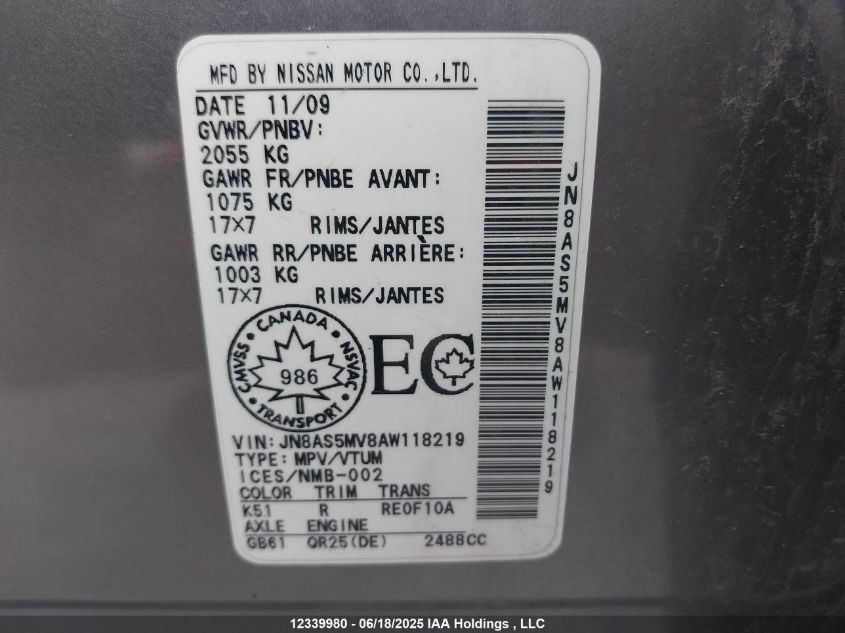 MFD BY NISSAN MOTOR CO.,LTD.
DATE 11/09
GVWR/PNBV:
2055 KG
GAWR FR/PNBE AVANT:
1075 KG
17×7 RIMS/JANTES
GAWR RR/PNBE ARRIÈRE:
1003 KG
17×7 RIMS/JANTES
CANADA
CMVSS • NSVAC
986
TRANSPORT
EC
VIN: JN8AS5MV8AW118219
TYPE: MPV/VTUM
ICES/NMB-002
COLOR TRIM TRANS
K51 R RE0F10A
AXLE ENGINE
GB61 QR25(DE) 2488CC
JN8AS5MV8AW118219
12339980 - 06/18/2025 IAA Holdings , LLC